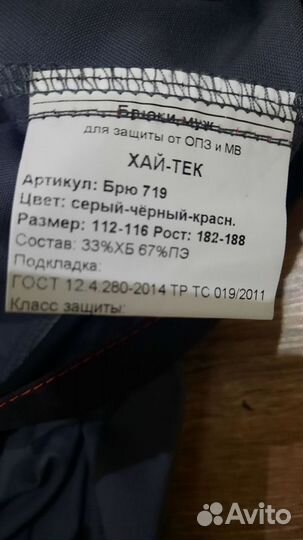 Брюки муж.
для защиты от ОПЗ и МВ
ХАЙ-ТЕК
Артикул: Брю 719
Цвет: серый-чёрный-красн.
Размер: 112-116 Рост: 182-188
Состав: 33%ХБ 67%ПЭ
Подкладка:
ГОСТ 12.4.280-2014 ТР ТС 019/2011
Класс защиты:
Avito